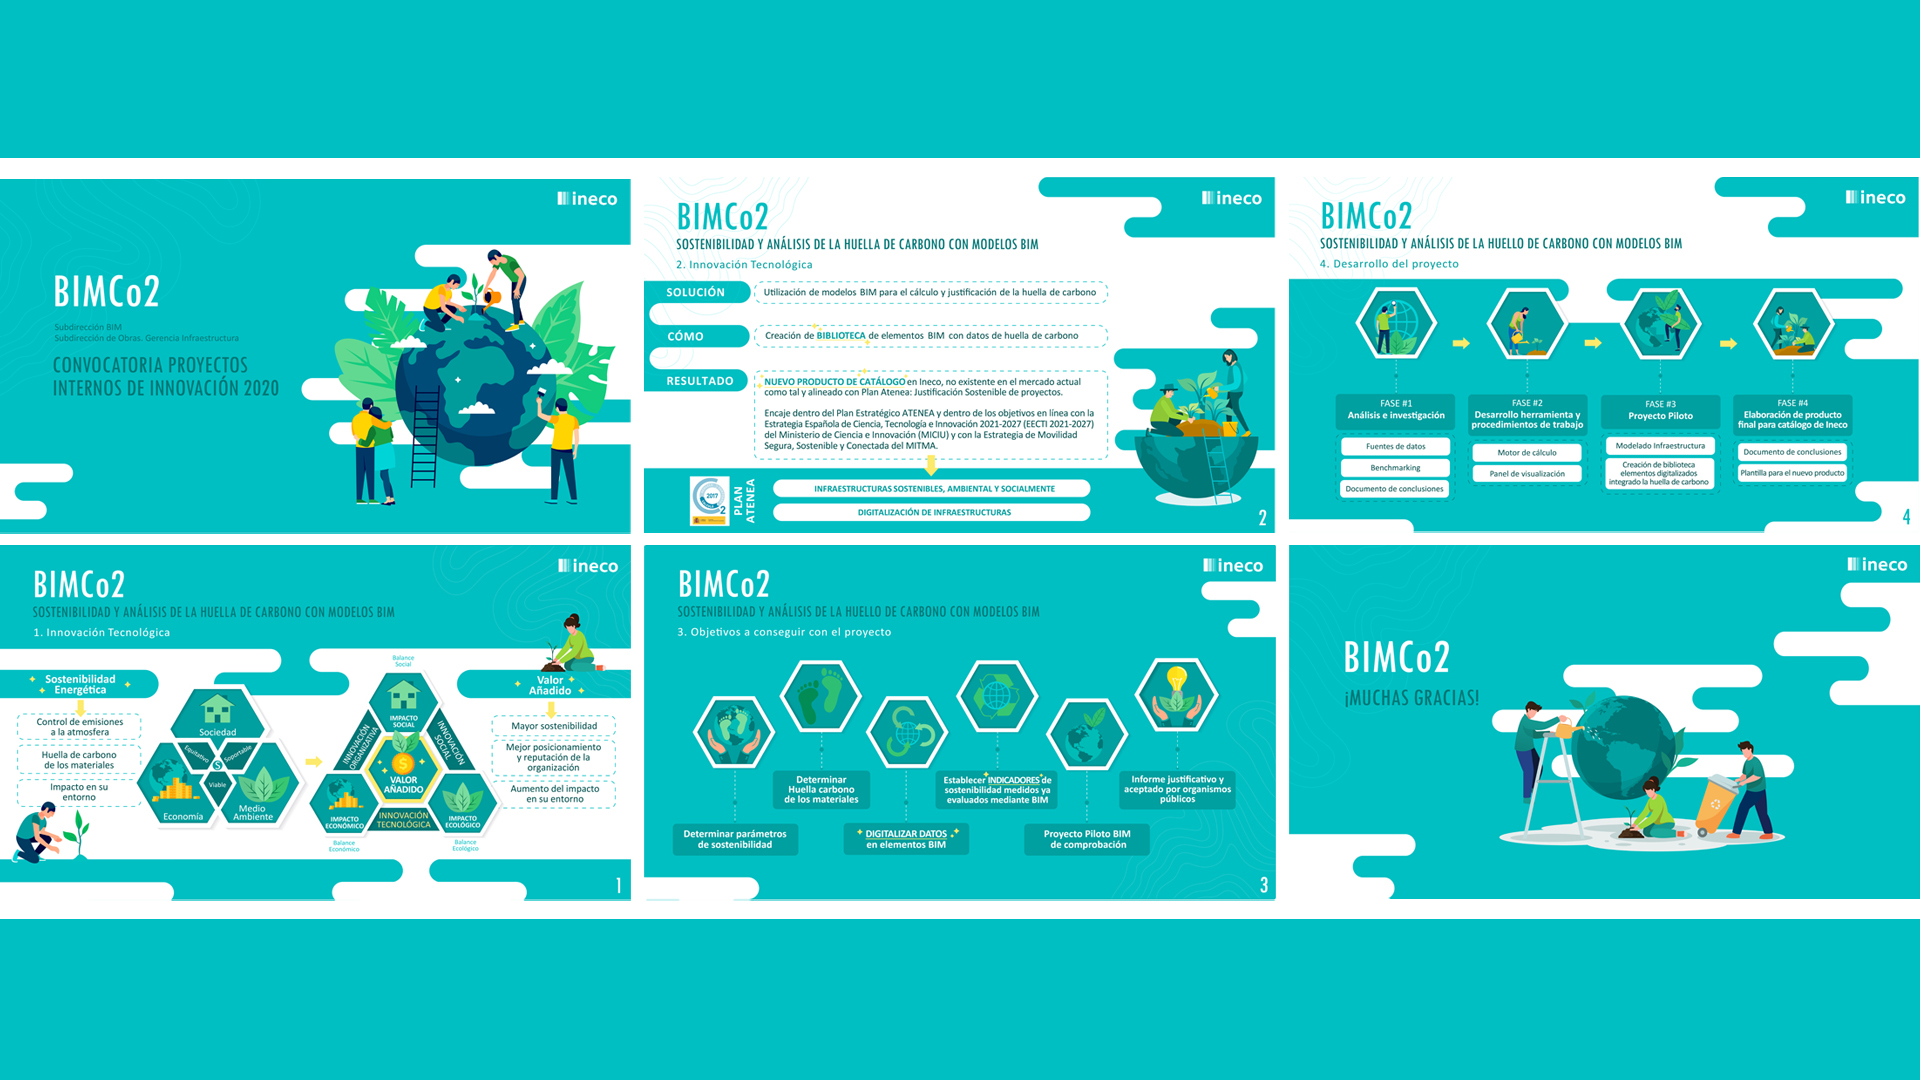 ineco
BIMCo2
Subdirección BIM
Subdirección de Obras. Gerencia Infraestructura
CONVOCATORIA PROYECTOS
INTERNOS DE INNOVACIÓN 2020
ineco
BIMCo2
SOSTENIBILIDAD Y ANÁLISIS DE LA HUELLA DE CARBONO CON MODELOS BIM
1. Innovación Tecnológica
Sostenibilidad
Energética
Control de emisiones
a la atmosfera
Huella de carbono
de los materiales
Impacto en su
entorno
Sociedad
Equitativo
Soportable
Viable
Economía
Medio
Ambiente
Balance
Social
IMPACTO
SOCIAL
INNOVACIÓN
ORGANIZATIVA
INNOVACIÓN
SOCIAL
VALOR
AÑADIDO
IMPACTO
ECONÓMICO
INNOVACIÓN
TECNOLÓGICA
IMPACTO
ECOLÓGICO
Balance
Económico
Balance
Ecológico
Valor
Añadido
Mayor sostenibilidad
Mejor posicionamiento
y reputación de la
organización
Aumento del impacto
en su entorno
1
ineco
BIMCo2
SOSTENIBILIDAD Y ANÁLISIS DE LA HUELLA DE CARBONO CON MODELOS BIM
2. Innovación Tecnológica
SOLUCIÓN
Utilización de modelos BIM para el cálculo y justificación de la huella de carbono
CÓMO
Creación de BIBLIOTECA de elementos BIM con datos de huella de carbono
RESULTADO
NUEVO PRODUCTO DE CATÁLOGO en Ineco, no existente en el mercado actual
como tal y alineado con Plan Atenea: Justificación Sostenible de proyectos.
Encaje dentro del Plan Estratégico ATENEA y dentro de los objetivos en línea con la
Estrategia Española de Ciencia, Tecnología e Innovación 2021-2027 (EECTI 2021-2027)
del Ministerio de Ciencia e Innovación (MICIU) y con la Estrategia de Movilidad
Segura, Sostenible y Conectada del MITMA.
2017
PLAN
ATENEA
INFRAESTRUCTURAS SOSTENIBLES, AMBIENTAL Y SOCIALMENTE
DIGITALIZACIÓN DE INFRAESTRUCTURAS
2
ineco
BIMCo2
SOSTENIBILIDAD Y ANÁLISIS DE LA HUELLO DE CARBONO CON MODELOS BIM
3. Objetivos a conseguir con el proyecto
Determinar parámetros
de sostenibilidad
Determinar
Huella carbono
de los materiales
DIGITALIZAR DATOS
en elementos BIM
Establecer INDICADORES de
sostenibilidad medidos ya
evaluados mediante BIM
Proyecto Piloto BIM
de comprobación
Informe justificativo y
aceptado por organismos
públicos
3
ineco
BIMCo2
SOSTENIBILIDAD Y ANÁLISIS DE LA HUELLO DE CARBONO CON MODELOS BIM
4. Desarrollo del proyecto
FASE #1
Análisis e investigación
Fuentes de datos
Benchmarking
Documento de conclusiones
FASE #2
Desarrollo herramienta y
procedimientos de trabajo
Motor de cálculo
Panel de visualización
FASE #3
Proyecto Piloto
Modelado Infraestructura
Creación de biblioteca
elementos digitalizados
integrado la huella de carbono
FASE #4
Elaboración de producto
final para catálogo de Ineco
Documento de conclusiones
Plantilla para el nuevo producto
4
ineco
BIMCo2
¡MUCHAS GRACIAS!